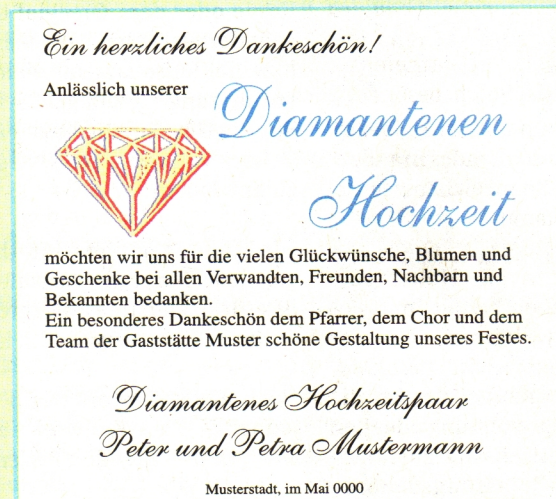 Ein herzliches Dankeschön!
Anlässlich unserer
Diamantenen
Hochzeit
möchten wir uns für die vielen Glückwünsche, Blumen und
Geschenke bei allen Verwandten, Freunden, Nachbarn und
Bekannten bedanken.
Ein besonderes Dankeschön dem Pfarrer, dem Chor und dem
Team der Gaststätte Muster schöne Gestaltung unseres Festes.
Diamantenes Hochzeitspaar
Peter und Petra Mustermann
Musterstadt, im Mai 0000